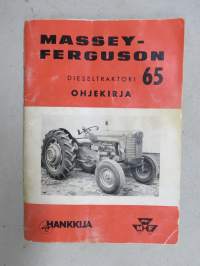 MASSEY-
FERGUSON
DIESELTRAKTORI 65
OHJEKIRJA
HANKKIJA